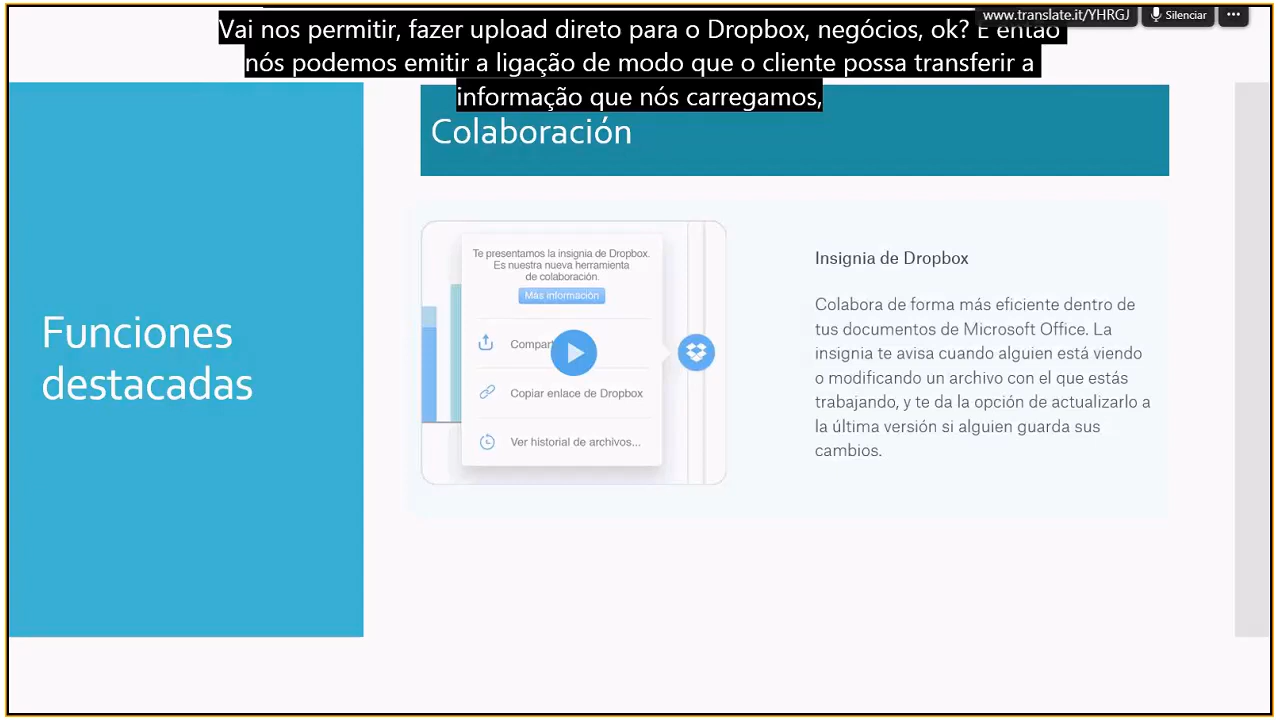 www.translate.it/YHRGJ
Silenciar
Vai nos permitir, fazer upload direto para o Dropbox, negócios, ok? E então
nós podemos emitir a ligação de modo que o cliente possa transferir a
informação que nós carregamos,
Colaboración
Funciones
destacadas
Te presentamos la insignia de Dropbox.
Es nuestra nueva herramienta
de colaboración.
Más información
Compart
Copiar enlace de Dropbox
Ver historial de archivos...
Insignia de Dropbox
Colabora de forma más eficiente dentro de
tus documentos de Microsoft Office. La
insignia te avisa cuando alguien está viendo
o modificando un archivo con el que estás
trabajando, y te da la opción de actualizarlo a
la última versión si alguien guarda sus
cambios.